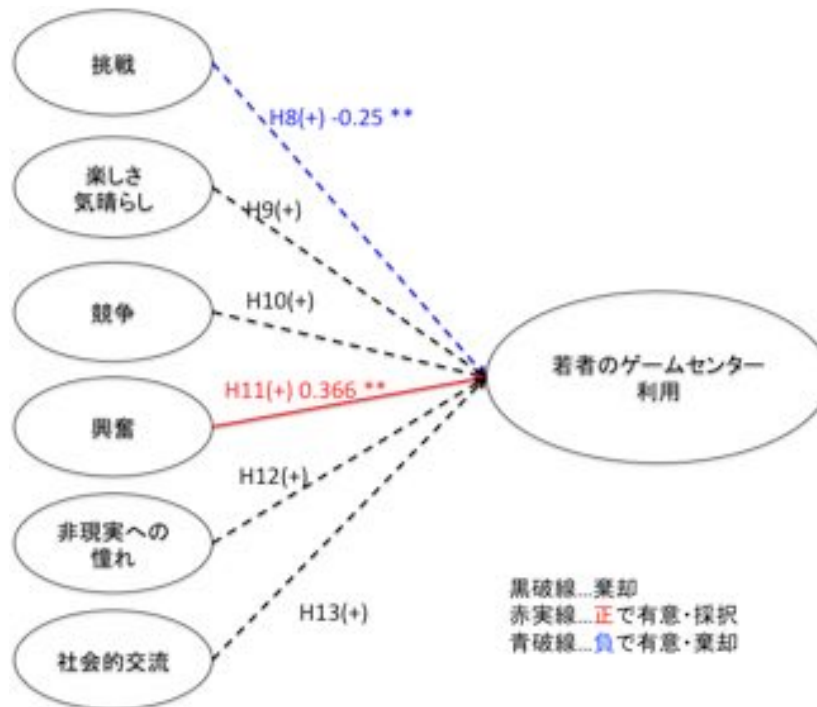 挑戦
H8(+) -0.25 **
楽しさ
気晴らし
H9(+)
競争
H10(+)
若者のゲームセンター
利用
H11(+) 0.366 **
興奮
H12(+)
非現実への
憧れ
H13(+)
社会的交流
黒破線...棄却
赤実線...正で有意・採択
青破線...負で有意・棄却